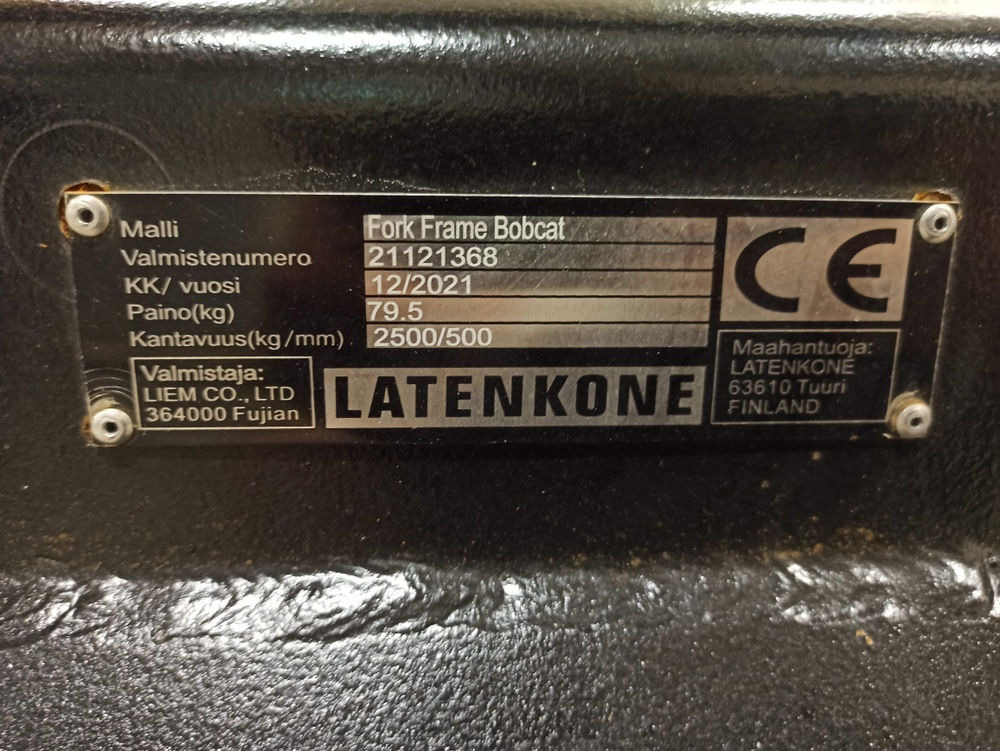 Malli Fork Frame Bobcat
Valmistenumero 21121368
KK/ vuosi 12/2021
Paino(kg) 79.5
Kantavuus(kg/mm) 2500/500
CE
Valmistaja:
LIEM CO., LTD
364000 Fujian
LATENKONE
Maahantuoja:
LATENKONE
63610 Tuuri
FINLAND